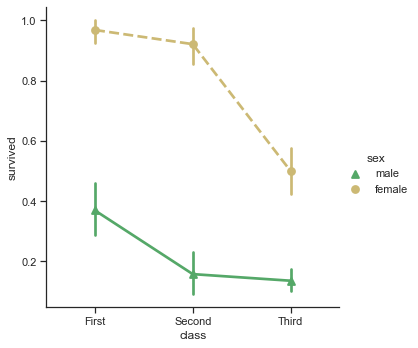 1.0
0.8
0.6
0.4
0.2
survived
First Second Third
class
sex
male
female